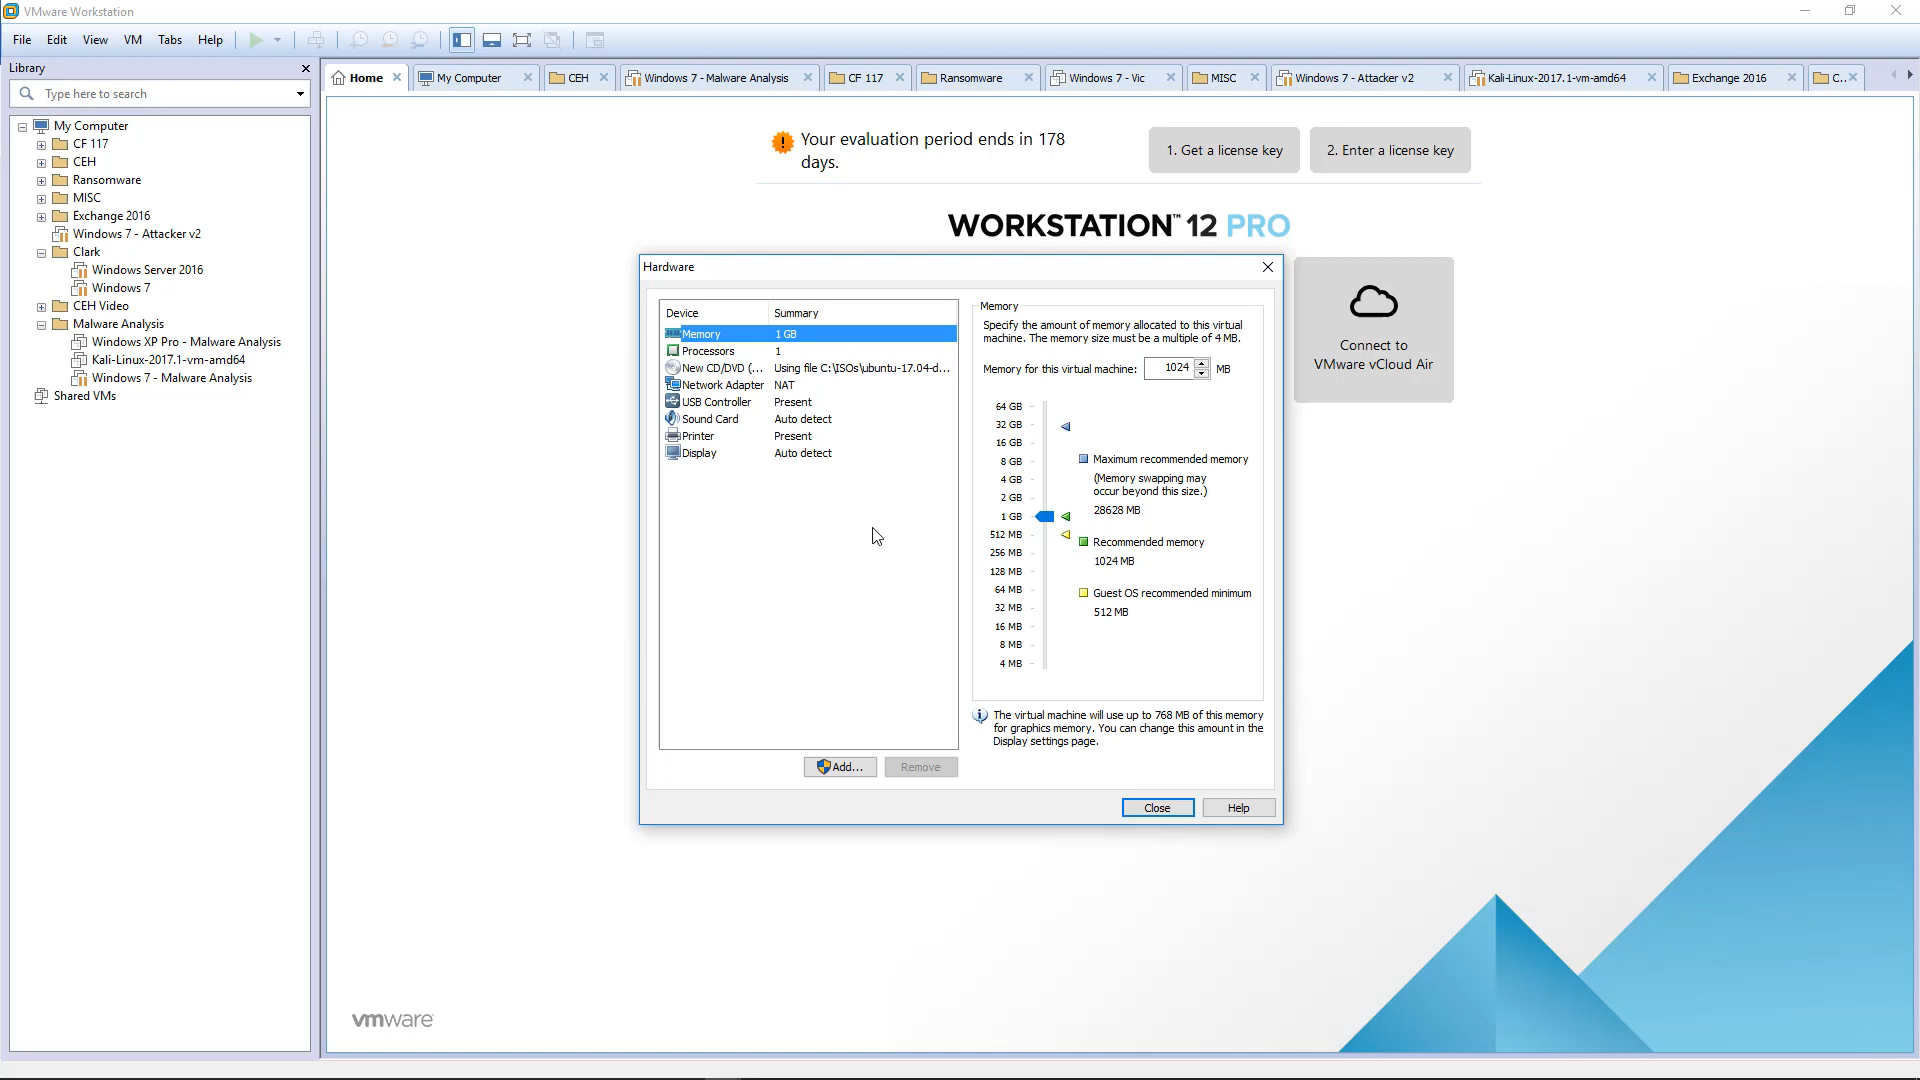 VMware Workstation
File Edit View VM Tabs Help
Library
Type here to search
My Computer
CF 117
CEH
Ransomware
MISC
Exchange 2016
Windows 7 - Attacker v2
Clark
Windows Server 2016
Windows 7
CEH Video
Malware Analysis
Windows XP Pro - Malware Analysis
Kali-Linux-2017.1-vm-amd64
Windows 7 - Malware Analysis
Shared VMs
Home My Computer CEH Windows 7 - Malware Analysis CF 117 Ransomware Windows 7 - Vic MISC Windows 7 - Attacker v2 Kali-Linux-2017.1-vm-amd64 Exchange 2016 C...
Your evaluation period ends in 178
days.
1. Get a license key
2. Enter a license key
WORKSTATION™ 12 PRO
Connect to
VMware vCloud Air
Hardware
Device Summary
Memory 1 GB
Processors 1
New CD/DVD (... Using file C:\ISOs\ubuntu-17.04-d...
Network Adapter NAT
USB Controller Present
Sound Card Auto detect
Printer Present
Display Auto detect
Add...
Remove
Memory
Specify the amount of memory allocated to this virtual
machine. The memory size must be a multiple of 4 MB.
Memory for this virtual machine: 1024 MB
64 GB
32 GB
16 GB
8 GB
4 GB
2 GB
1 GB
512 MB
256 MB
128 MB
64 MB
32 MB
16 MB
8 MB
4 MB
Maximum recommended memory
(Memory swapping may
occur beyond this size.)
28628 MB
Recommended memory
1024 MB
Guest OS recommended minimum
512 MB
The virtual machine will use up to 768 MB of this memory
for graphics memory. You can change this amount in the
Display settings page.
Close
Help
vmware